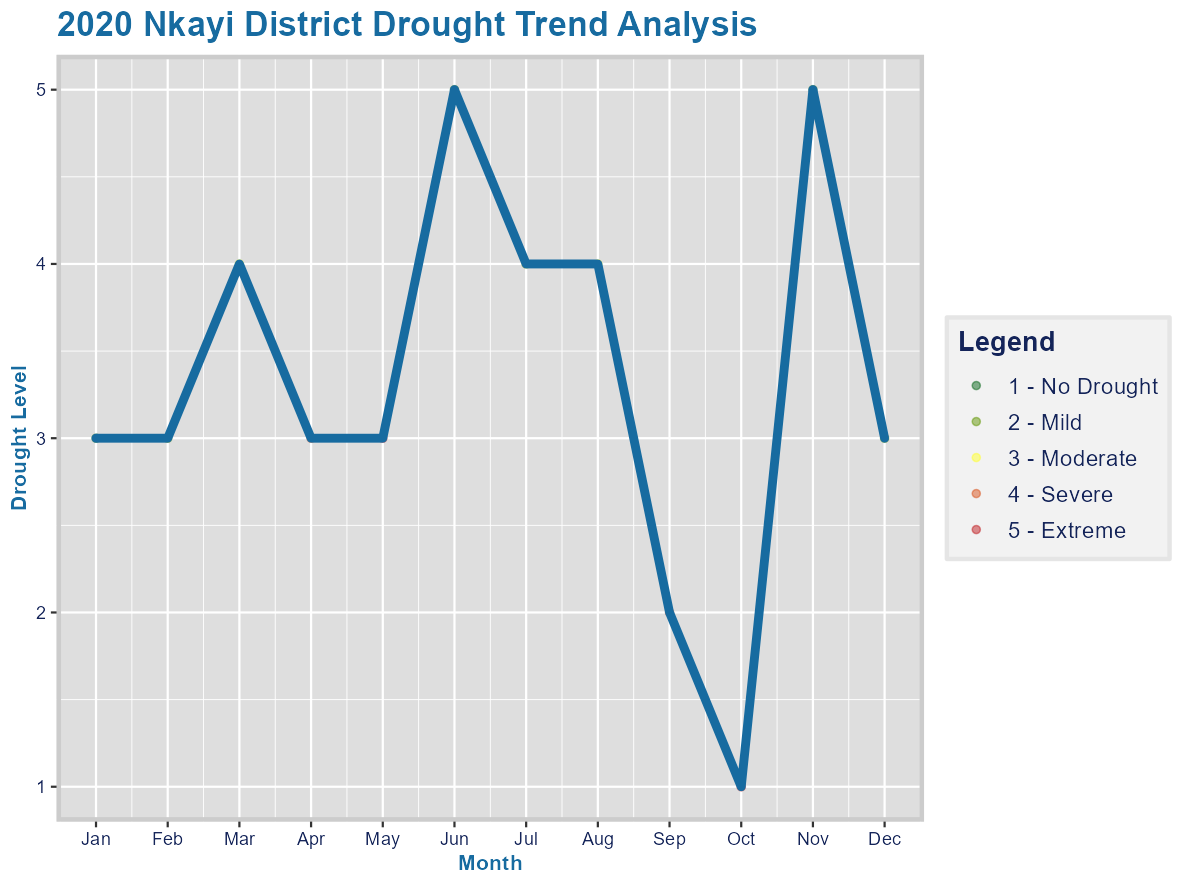 2020 Nkayi District Drought Trend Analysis
5
4
3
2
1
Drought Level
Jan Feb Mar Apr May Jun Jul Aug Sep Oct Nov Dec
Month
Legend
1 - No Drought
2 - Mild
3 - Moderate
4 - Severe
5 - Extreme